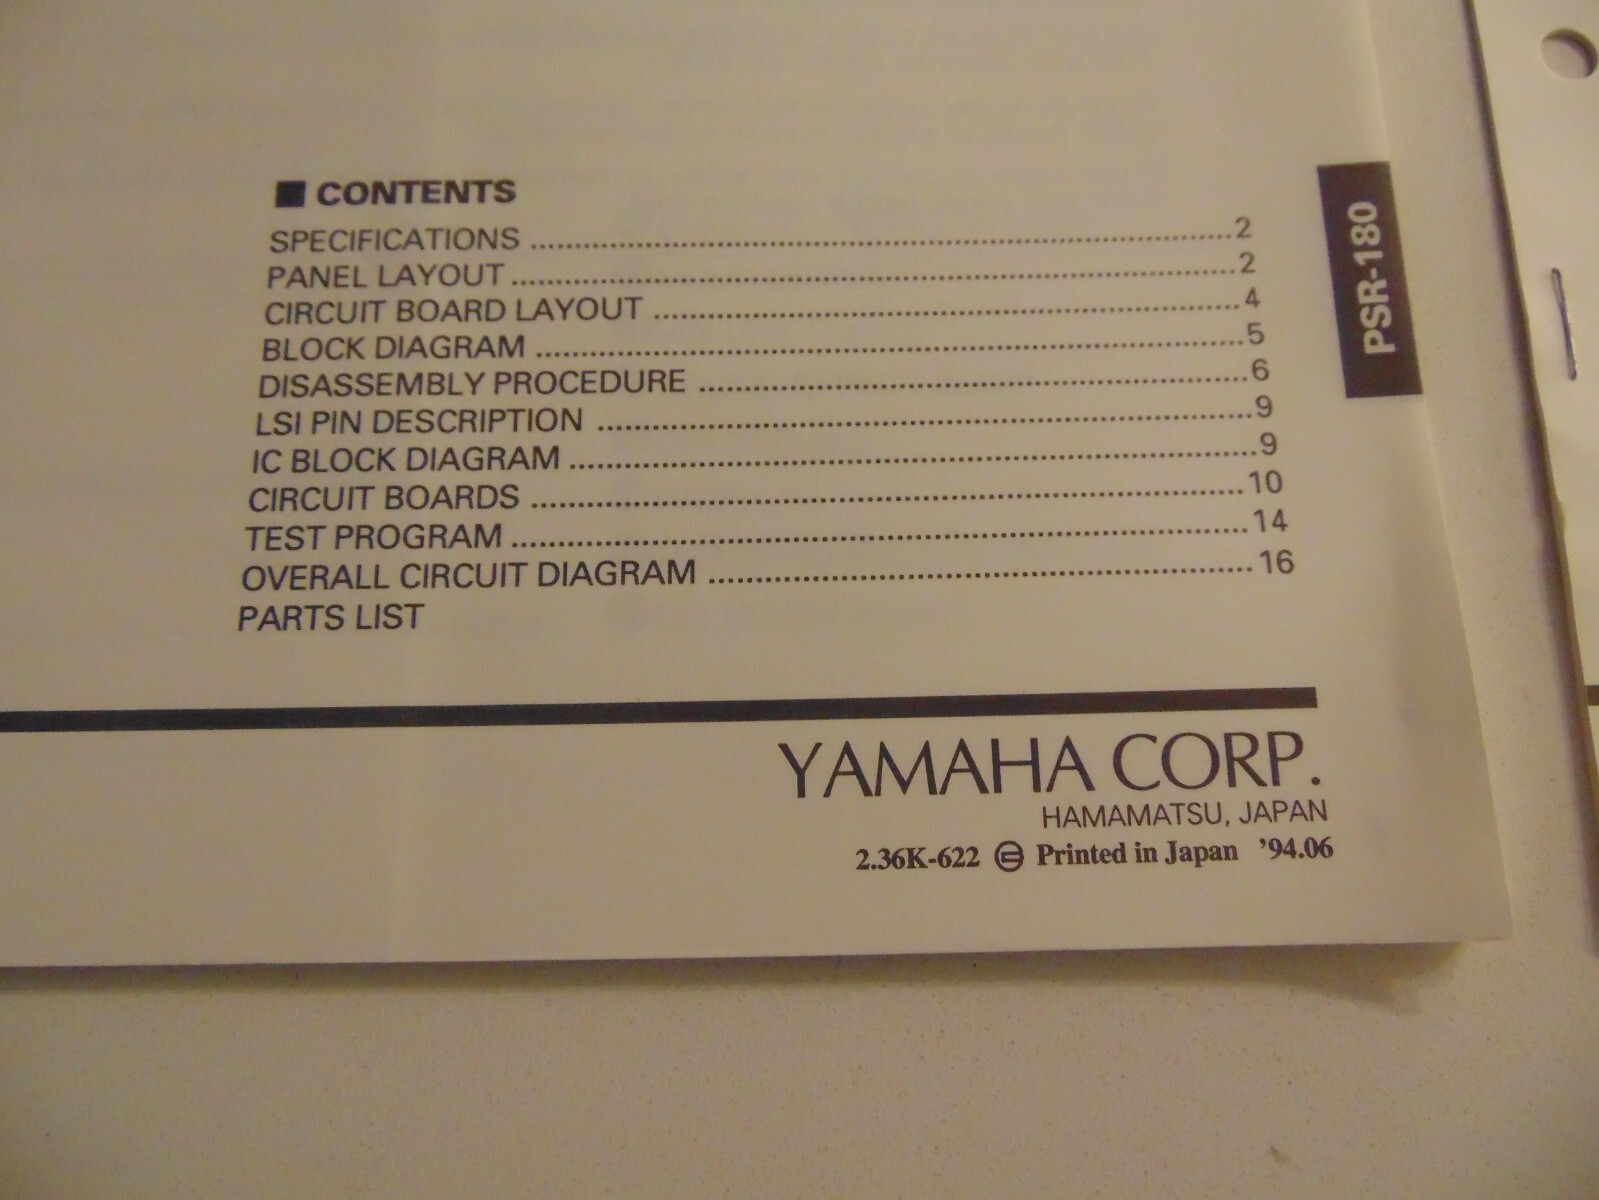 ■ CONTENTS
SPECIFICATIONS ........ 2
PANEL LAYOUT ........ 2
CIRCUIT BOARD LAYOUT ........ 4
BLOCK DIAGRAM ........ 5
DISASSEMBLY PROCEDURE ........ 6
LSI PIN DESCRIPTION ........ 9
IC BLOCK DIAGRAM ........ 9
CIRCUIT BOARDS ........ 10
TEST PROGRAM ........ 14
OVERALL CIRCUIT DIAGRAM ........ 16
PARTS LIST
PSR-180
YAMAHA CORP.
HAMAMATSU, JAPAN
2.36K-622 Printed in Japan '94.06